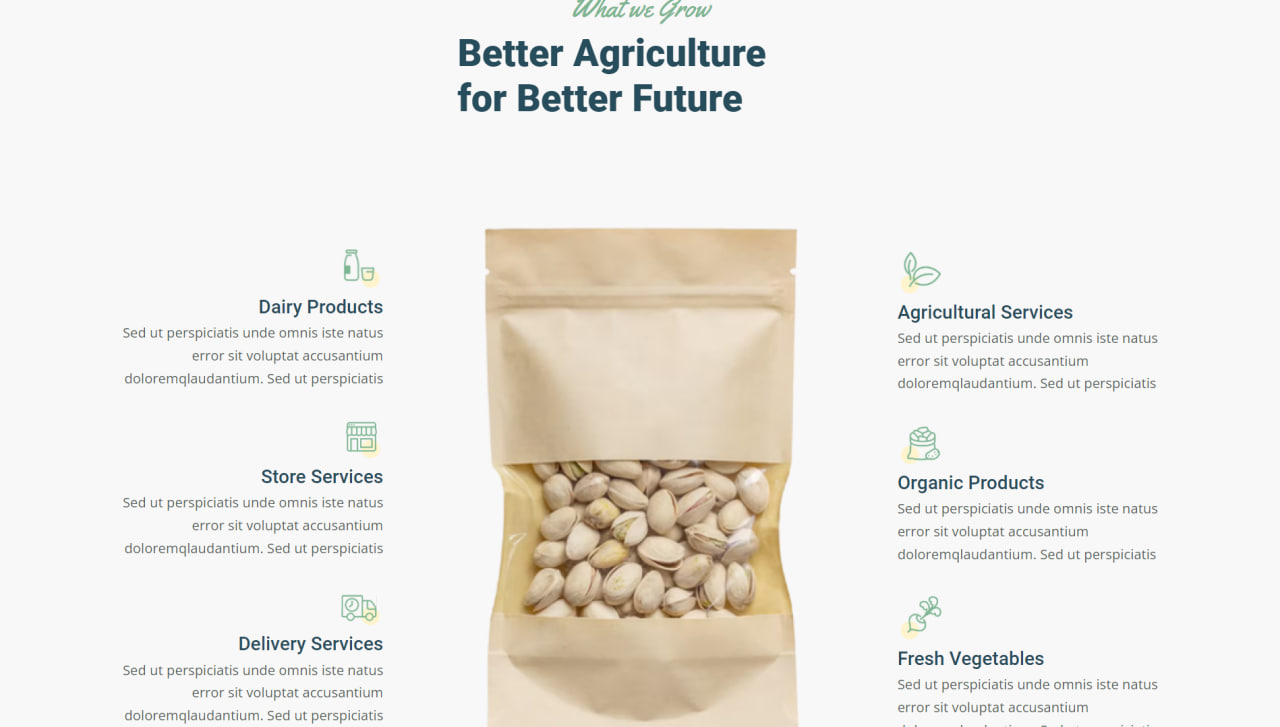 What we Grow
Better Agriculture
for Better Future
Dairy Products
Sed ut perspiciatis unde omnis iste natus
error sit voluptat accusantium
doloremqlaudantium. Sed ut perspiciatis
Store Services
Sed ut perspiciatis unde omnis iste natus
error sit voluptat accusantium
doloremqlaudantium. Sed ut perspiciatis
Delivery Services
Sed ut perspiciatis unde omnis iste natus
error sit voluptat accusantium
doloremqlaudantium. Sed ut perspiciatis
Agricultural Services
Sed ut perspiciatis unde omnis iste natus
error sit voluptat accusantium
doloremqlaudantium. Sed ut perspiciatis
Organic Products
Sed ut perspiciatis unde omnis iste natus
error sit voluptat accusantium
doloremqlaudantium. Sed ut perspiciatis
Fresh Vegetables
Sed ut perspiciatis unde omnis iste natus
error sit voluptat accusantium